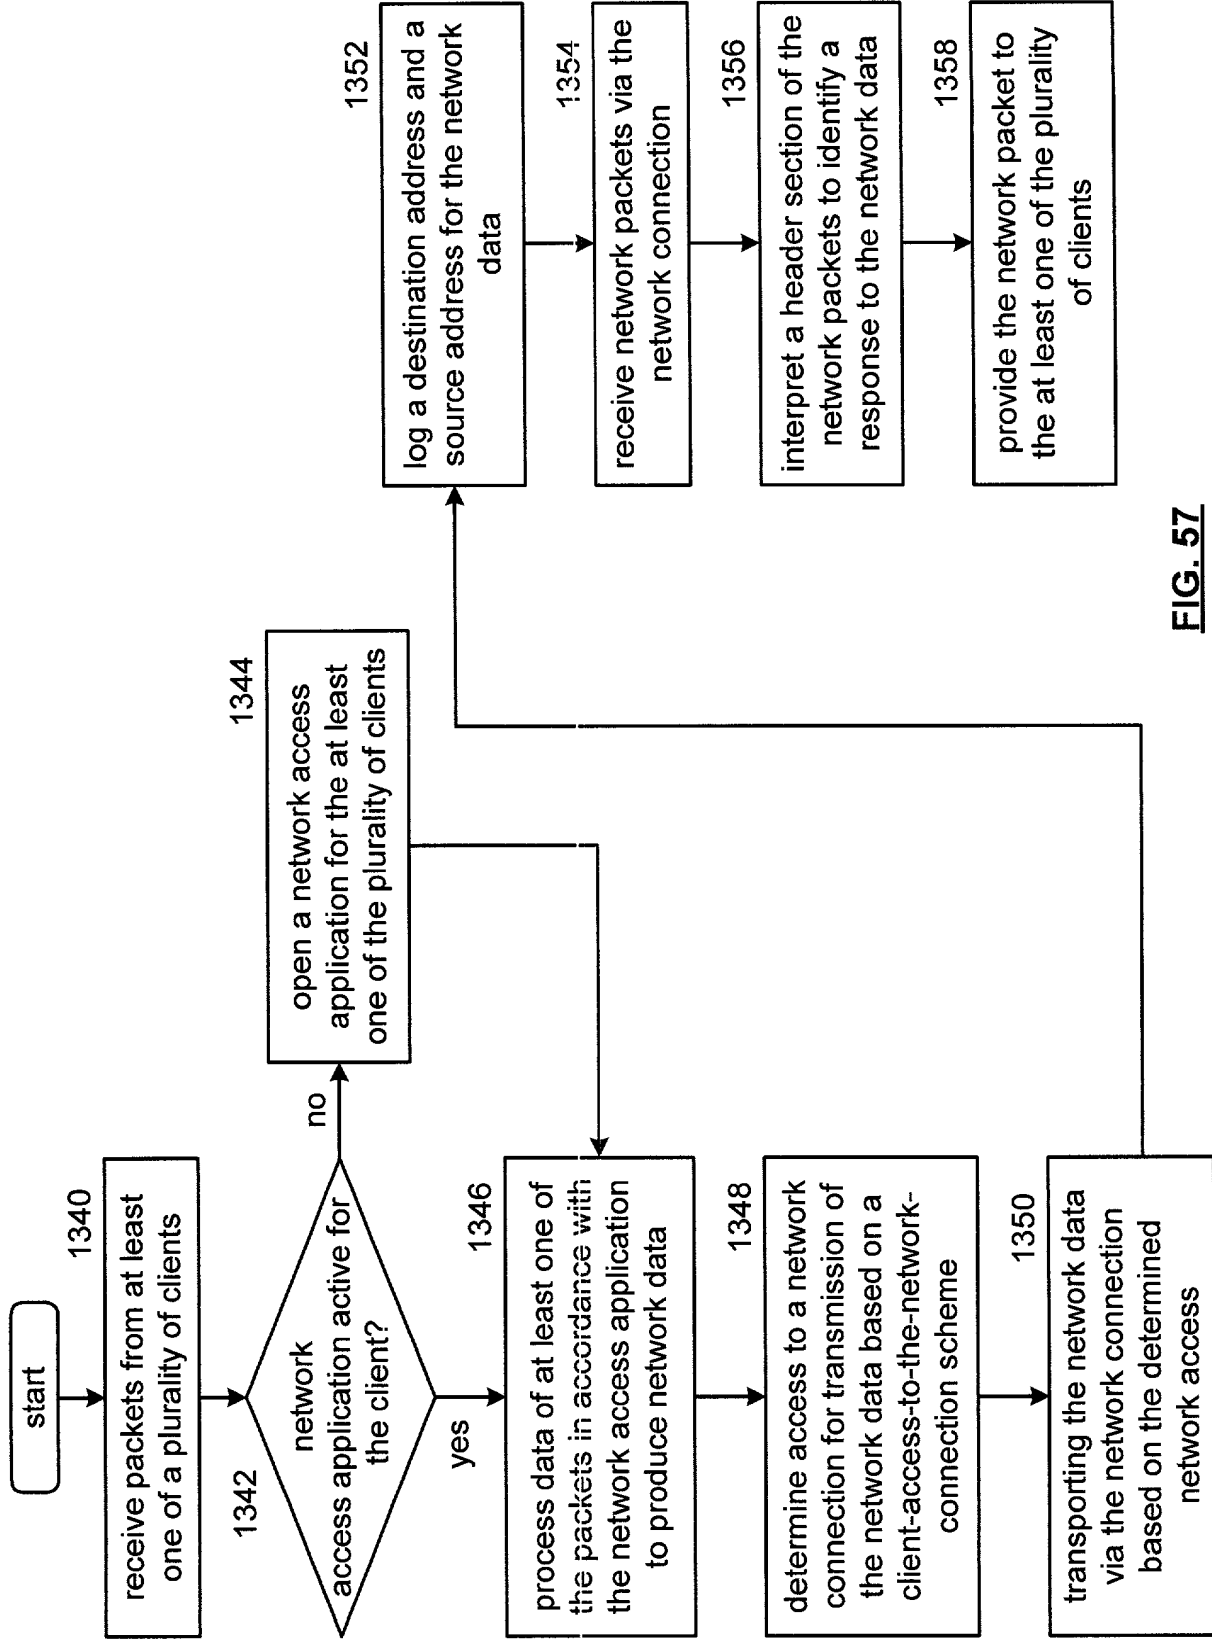 start
1340
receive packets from at least
one of a plurality of clients
1342
network
access application active for
the client?
no
yes
1344
open a network access
application for the at least
one of the plurality of clients
1346
process data of at least one of
the packets in accordance with
the network access application
to produce network data
1348
determine access to a network
connection for transmission of
the network data based on a
client-access-to-the-network-
connection scheme
1350
transporting the network data
via the network connection
based on the determined
network access
1352
log a destination address and a
source address for the network
data
1354
receive network packets via the
network connection
1356
interpret a header section of the
network packets to identify a
response to the network data
1358
provide the network packet to
the at least one of the plurality
of clients
FIG. 57